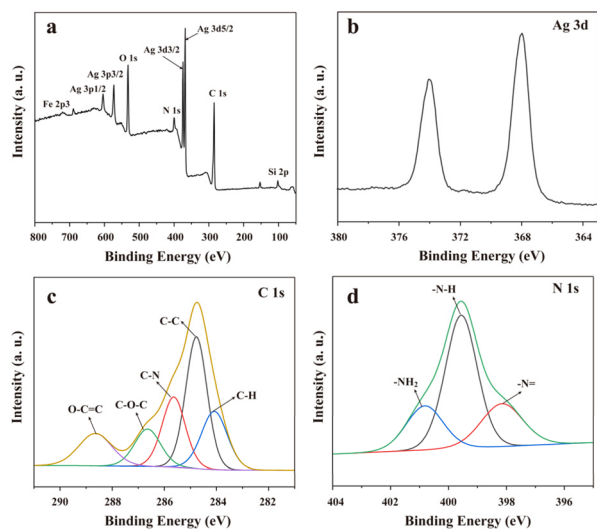 a
Ag 3d5/2
Ag 3d3/2
O 1s
Ag 3p3/2
Ag 3p1/2
Fe 2p3
N 1s
C 1s
Si 2p
Intensity (a. u.)
800 700 600 500 400 300 200 100
Binding Energy (eV)
b
Ag 3d
Intensity (a. u.)
380 376 372 368 364
Binding Energy (eV)
c
C 1s
C-C
C-N
C-H
C-O-C
O-C=C
Intensity (a. u.)
290 288 286 284 282
Binding Energy (eV)
d
N 1s
-N-H
-NH2
-N=
Intensity (a. u.)
404 402 400 398 396
Binding Energy (eV)